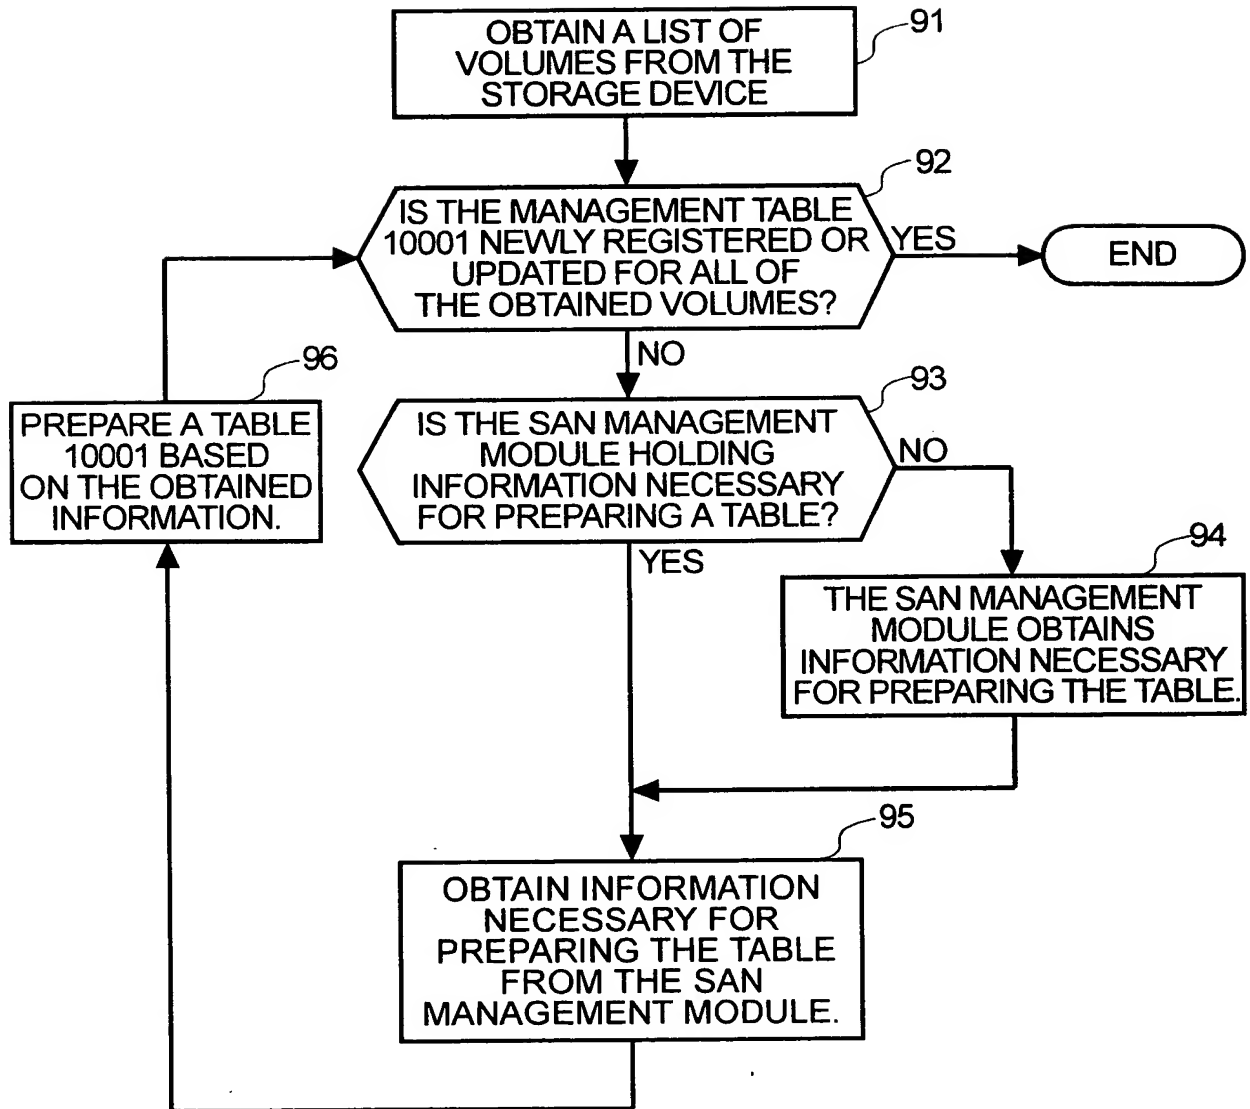 91
OBTAIN A LIST OF
VOLUMES FROM THE
STORAGE DEVICE
92
IS THE MANAGEMENT TABLE
10001 NEWLY REGISTERED OR
UPDATED FOR ALL OF
THE OBTAINED VOLUMES?
YES
END
NO
96
PREPARE A TABLE
10001 BASED
ON THE OBTAINED
INFORMATION.
93
IS THE SAN MANAGEMENT
MODULE HOLDING
INFORMATION NECESSARY
FOR PREPARING A TABLE?
NO
YES
94
THE SAN MANAGEMENT
MODULE OBTAINS
INFORMATION NECESSARY
FOR PREPARING THE TABLE.
95
OBTAIN INFORMATION
NECESSARY FOR
PREPARING THE TABLE
FROM THE SAN
MANAGEMENT MODULE.